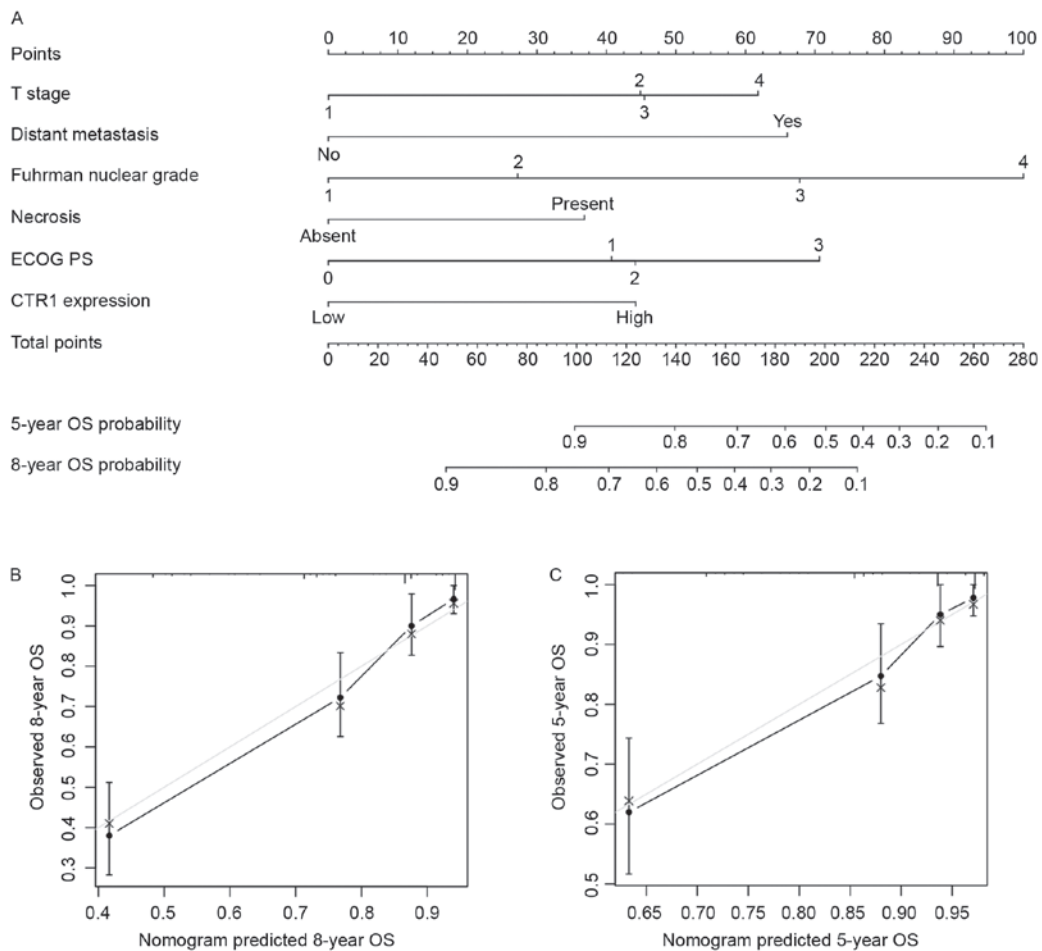 A
Points
0 10 20 30 40 50 60 70 80 90 100
T stage
2 4
1 3
Distant metastasis
Yes
No
Fuhrman nuclear grade
2 4
1 3
Necrosis
Present
Absent
ECOG PS
1 3
0 2
CTR1 expression
Low High
Total points
0 20 40 60 80 100 120 140 160 180 200 220 240 260 280
5-year OS probability
0.9 0.8 0.7 0.6 0.5 0.4 0.3 0.2 0.1
8-year OS probability
0.9 0.8 0.7 0.6 0.5 0.4 0.3 0.2 0.1
B
Observed 8-year OS
1.0
0.9
0.8
0.7
0.6
0.5
0.4
0.3
0.4 0.5 0.6 0.7 0.8 0.9
Nomogram predicted 8-year OS
C
Observed 5-year OS
1.0
0.9
0.8
0.7
0.6
0.5
0.65 0.70 0.75 0.80 0.85 0.90 0.95
Nomogram predicted 5-year OS